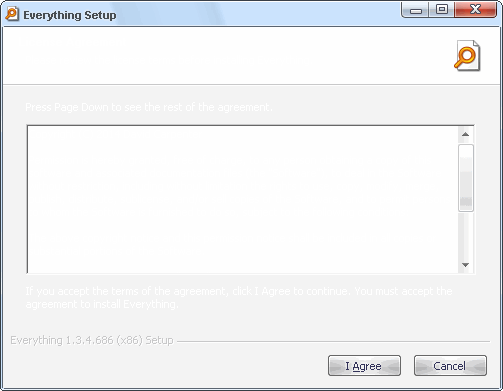 Everything Setup
Press Page Down to see the rest of the agreement.
If you accept the terms of the agreement, click I Agree to continue. You must accept the
agreement to install Everything.
Everything 1.3.4.686 (x86) Setup
I Agree
Cancel